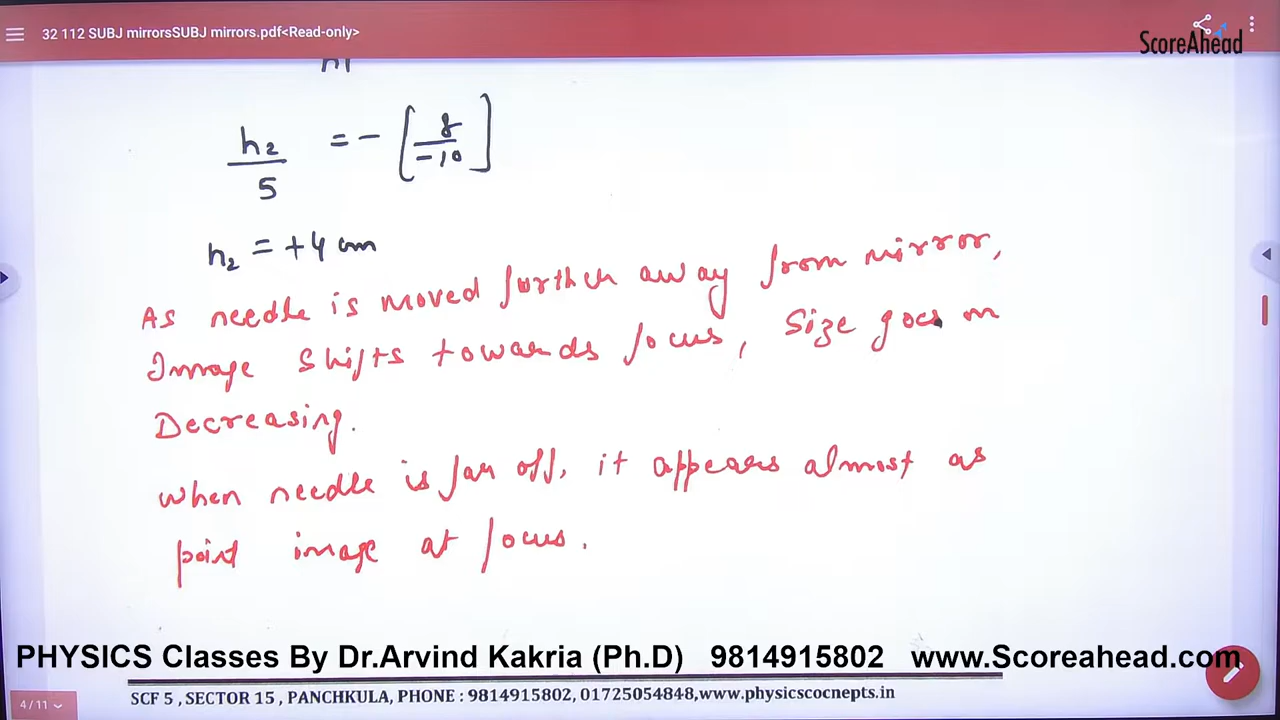 32 112 SUBJ mirrorsSUBJ mirrors.pdf<Read-only>
ScoreAhead
h₂/5 = - [8/-10]
h₂ = +4 cm
As needle is moved further away from mirror,
Image shifts towards focus, Size goes on
Decreasing.
When needle is far off, it appears almost as
point image at focus.
PHYSICS Classes By Dr.Arvind Kakria (Ph.D) 9814915802 www.Scoreahead.com
SCF 5 , SECTOR 15 , PANCHKULA, PHONE : 9814915802, 01725054848,www.physicscocnepts.in
4/11